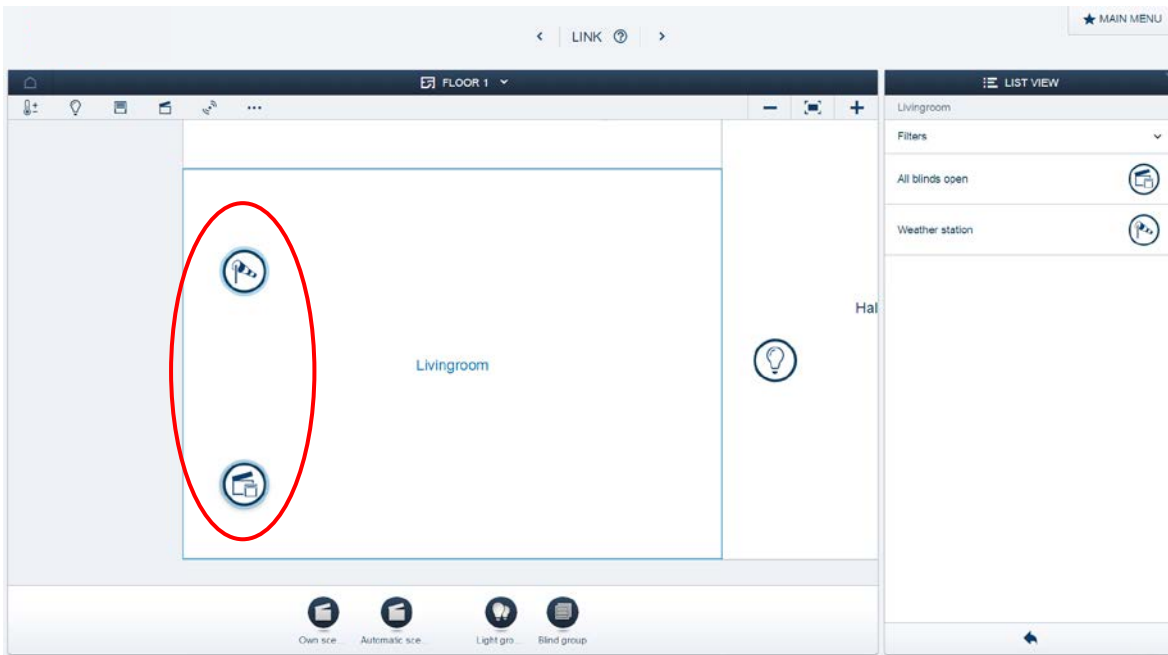 MAIN MENU
LINK
FLOOR 1
LIST VIEW
Livingroom
Filters
All blinds open
Weather station
Hal
Livingroom
Own sce...
Automatic sce...
Light gro...
Blind group